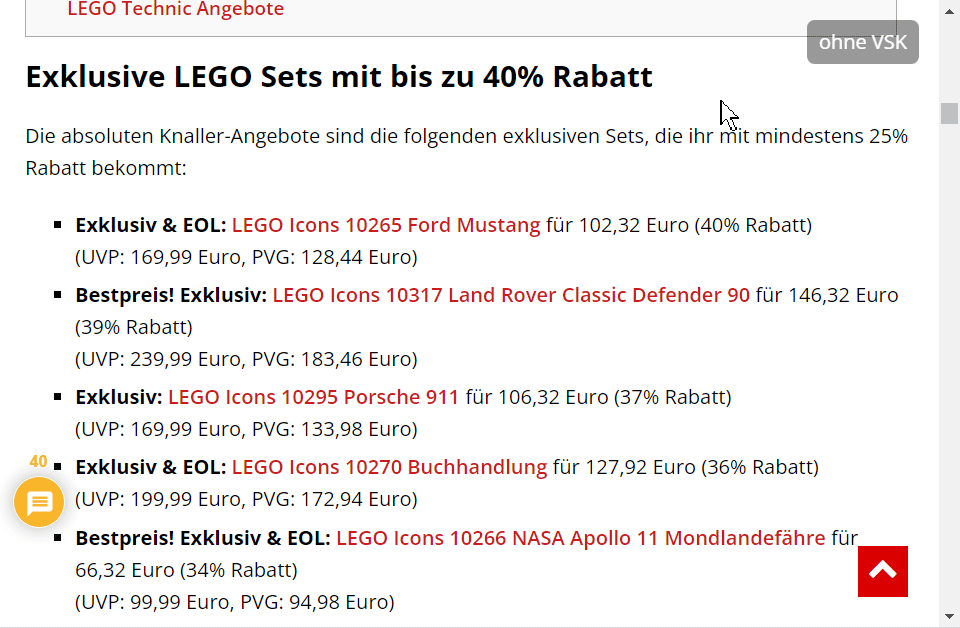 LEGO Technic Angebote
ohne VSK
Exklusive LEGO Sets mit bis zu 40% Rabatt
Die absoluten Knaller-Angebote sind die folgenden exklusiven Sets, die ihr mit mindestens 25%
Rabatt bekommt:
Exklusiv & EOL: LEGO Icons 10265 Ford Mustang für 102,32 Euro (40% Rabatt)
(UVP: 169,99 Euro, PVG: 128,44 Euro)
Bestpreis! Exklusiv: LEGO Icons 10317 Land Rover Classic Defender 90 für 146,32 Euro
(39% Rabatt)
(UVP: 239,99 Euro, PVG: 183,46 Euro)
Exklusiv: LEGO Icons 10295 Porsche 911 für 106,32 Euro (37% Rabatt)
(UVP: 169,99 Euro, PVG: 133,98 Euro)
40
Exklusiv & EOL: LEGO Icons 10270 Buchhandlung für 127,92 Euro (36% Rabatt)
(UVP: 199,99 Euro, PVG: 172,94 Euro)
Bestpreis! Exklusiv & EOL: LEGO Icons 10266 NASA Apollo 11 Mondlandefähre für
66,32 Euro (34% Rabatt)
(UVP: 99,99 Euro, PVG: 94,98 Euro)